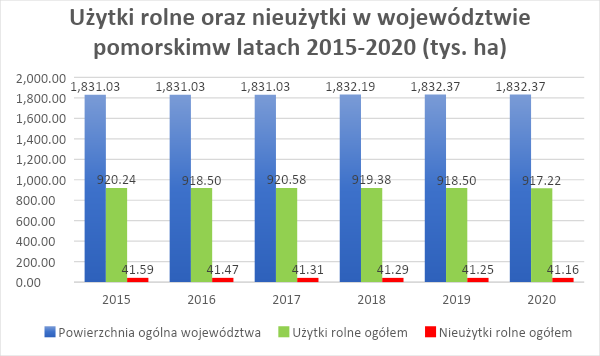 Użytki rolne oraz nieużytki w województwie
pomorskimw latach 2015-2020 (tys. ha)
2,000.00
1,800.00
1,600.00
1,400.00
1,200.00
1,000.00
800.00
600.00
400.00
200.00
0.00
1,831.03 1,831.03 1,831.03 1,832.19 1,832.37 1,832.37
920.24 918.50 920.58 919.38 918.50 917.22
41.59 41.47 41.31 41.29 41.25 41.16
2015 2016 2017 2018 2019 2020
Powierzchnia ogólna województwa Użytki rolne ogółem Nieużytki rolne ogółem